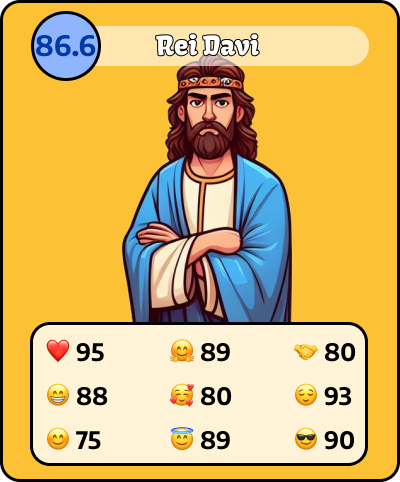 86.6 Rei Davi
❤️ 95 🤗 89 🤝 80
😁 88 🥰 80 😌 93
😊 75 😇 89 😎 90